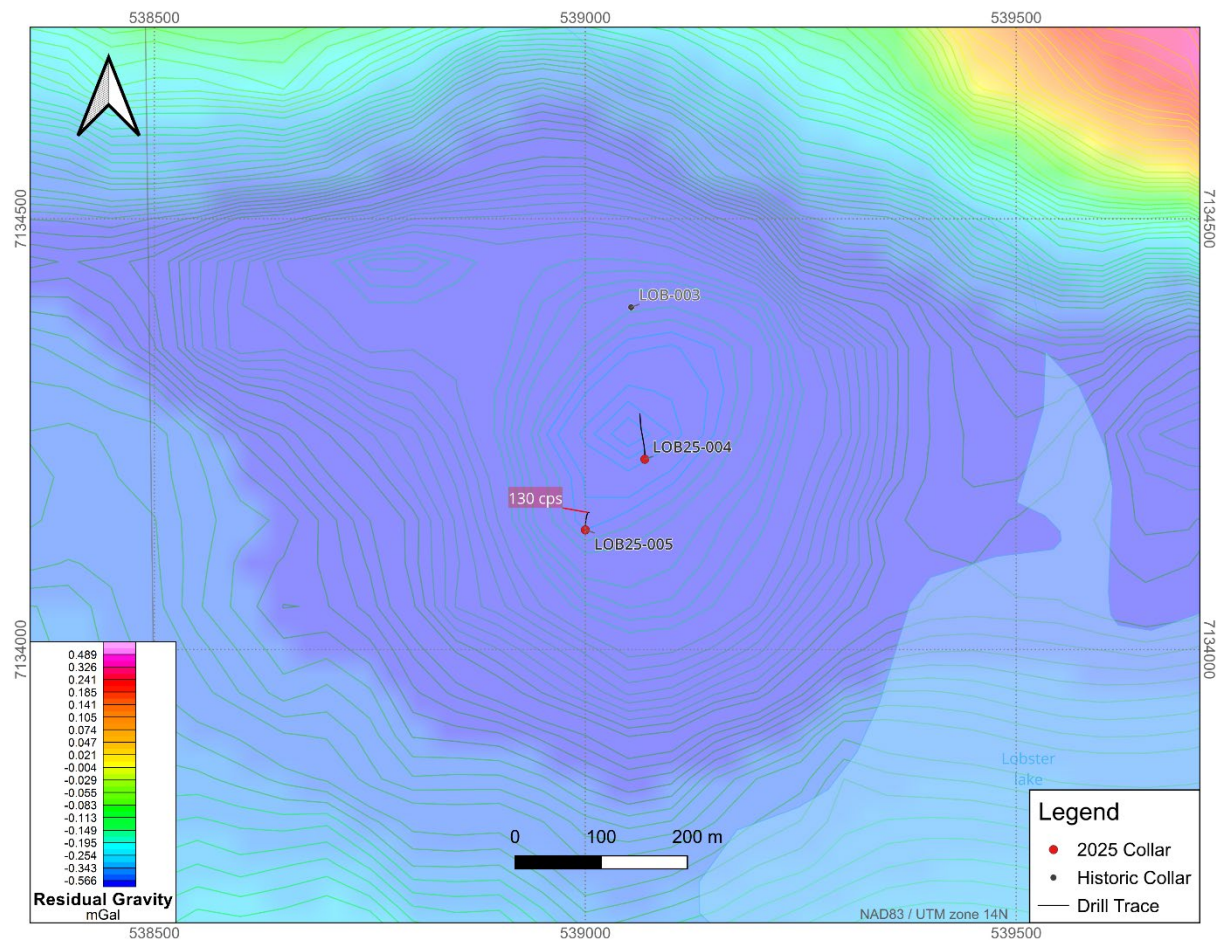 538500
539000
539500
7134500
7134500
LOB-003
LOB25-004
130 cps
LOB25-005
7134000
7134000
0.489
0.326
0.241
0.185
0.141
0.105
0.074
0.047
0.021
-0.004
-0.029
-0.055
-0.083
-0.113
-0.149
-0.195
-0.254
-0.343
-0.566
Residual Gravity
mGal
0 100 200 m
Lobster
lake
Legend
2025 Collar
Historic Collar
Drill Trace
NAD83 / UTM zone 14N
538500
539000
539500